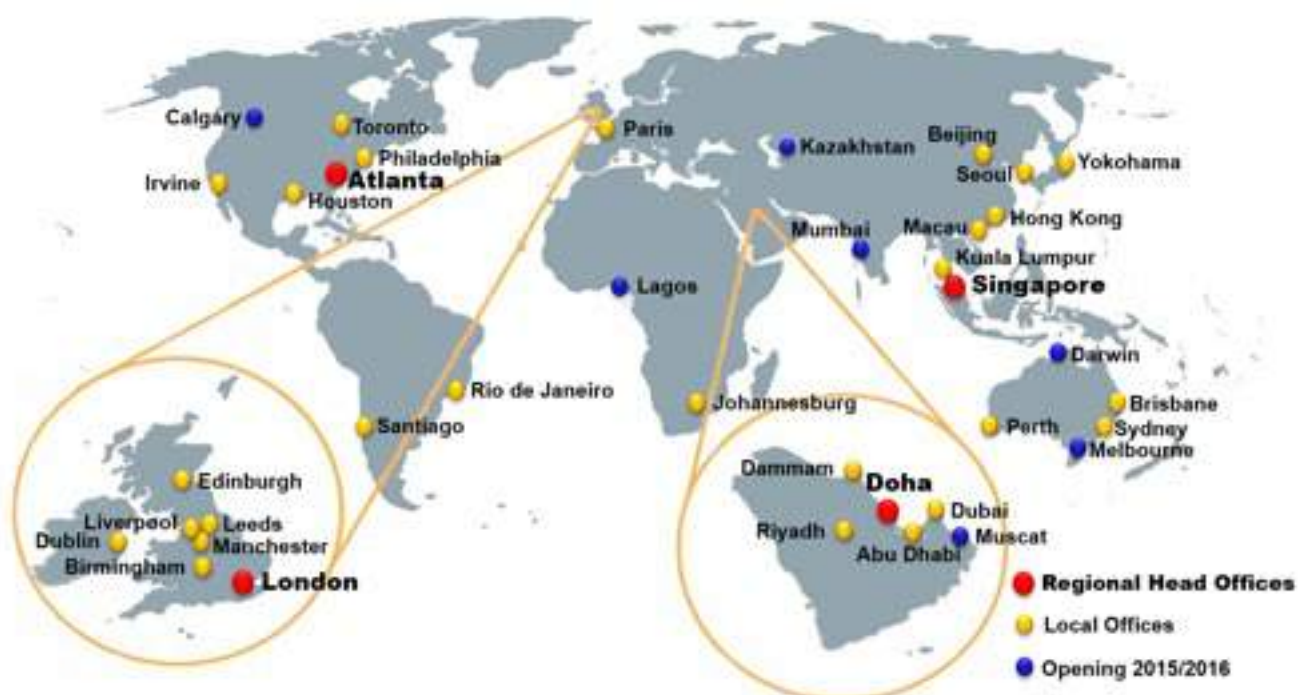 Calgary
Toronto
Paris
Kazakhstan
Beijing
Philadelphia
Yokohama
Seoul
Irvine
Atlanta
Houston
Hong Kong
Macau
Mumbai
Kuala Lumpur
Lagos
Singapore
Darwin
Rio de Janeiro
Johannesburg
Brisbane
Santiago
Perth
Sydney
Melbourne
Dammam
Edinburgh
Doha
Dubai
Liverpool
Leeds
Riyadh
Dublin
Manchester
Abu Dhabi
Muscat
Birmingham
London
Regional Head Offices
Local Offices
Opening 2015/2016